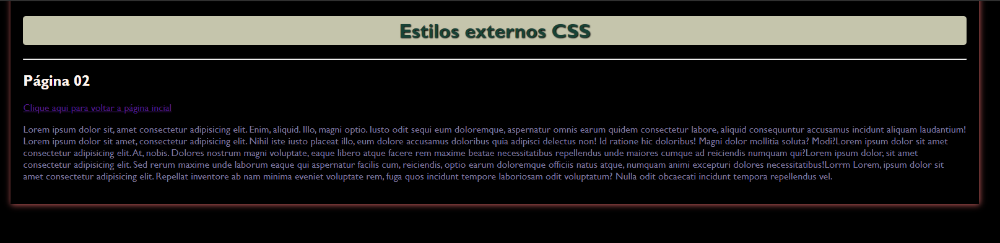 Estilos externos CSS
Página 02
Clique aqui para voltar a página incial
Lorem ipsum dolor sit, amet consectetur adipisicing elit. Enim, aliquid. Illo, magni optio. Iusto odit sequi eum doloremque, aspernatur omnis earum quidem consectetur labore, aliquid consequuntur accusamus incidunt aliquam laudantium!
Lorem ipsum dolor sit amet, consectetur adipisicing elit. Nihil iste iusto placeat illo, eum dolore accusamus doloribus quia adipisci delectus non! Id ratione hic doloribus! Magni dolor mollitia soluta? Modi?Lorem ipsum dolor sit amet
consectetur adipisicing elit. At, nobis. Dolores nostrum magni voluptate, eaque libero atque facere rem maxime beatae necessitatibus repellendus unde maiores cumque ad reiciendis numquam qui?Lorem ipsum dolor, sit amet
consectetur adipisicing elit. Sed rerum maxime unde laborum eaque qui aspernatur facilis cum, reiciendis, optio earum doloremque officiis natus atque, numquam animi excepturi dolores necessitatibus!Lorrm Lorem, ipsum dolor sit
amet consectetur adipisicing elit. Repellat inventore ab nam minima eveniet voluptate rem, fuga quos incidunt tempore laboriosam odit voluptatum? Nulla odit obcaecati incidunt tempora repellendus vel.